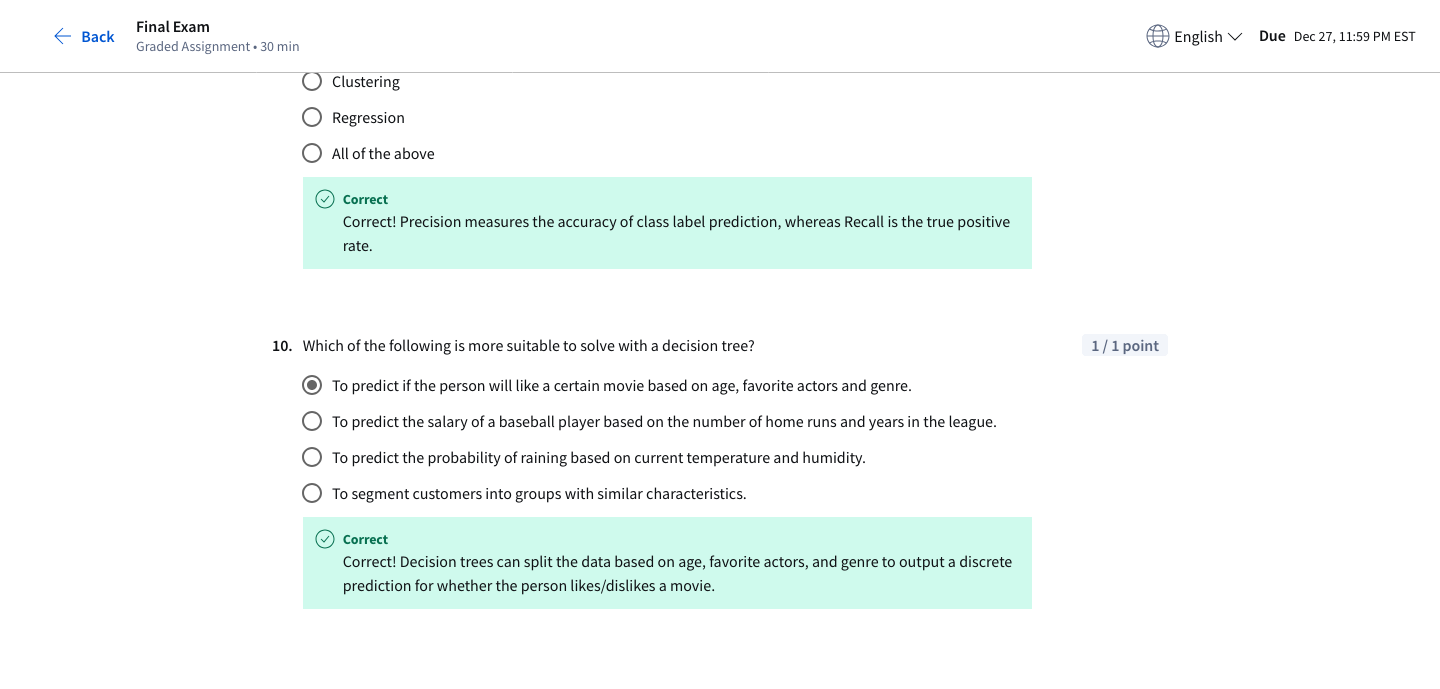 Back
Final Exam
Graded Assignment • 30 min
English
Due Dec 27, 11:59 PM EST
Clustering
Regression
All of the above
Correct
Correct! Precision measures the accuracy of class label prediction, whereas Recall is the true positive
rate.
10. Which of the following is more suitable to solve with a decision tree?
1 / 1 point
To predict if the person will like a certain movie based on age, favorite actors and genre.
To predict the salary of a baseball player based on the number of home runs and years in the league.
To predict the probability of raining based on current temperature and humidity.
To segment customers into groups with similar characteristics.
Correct
Correct! Decision trees can split the data based on age, favorite actors, and genre to output a discrete
prediction for whether the person likes/dislikes a movie.